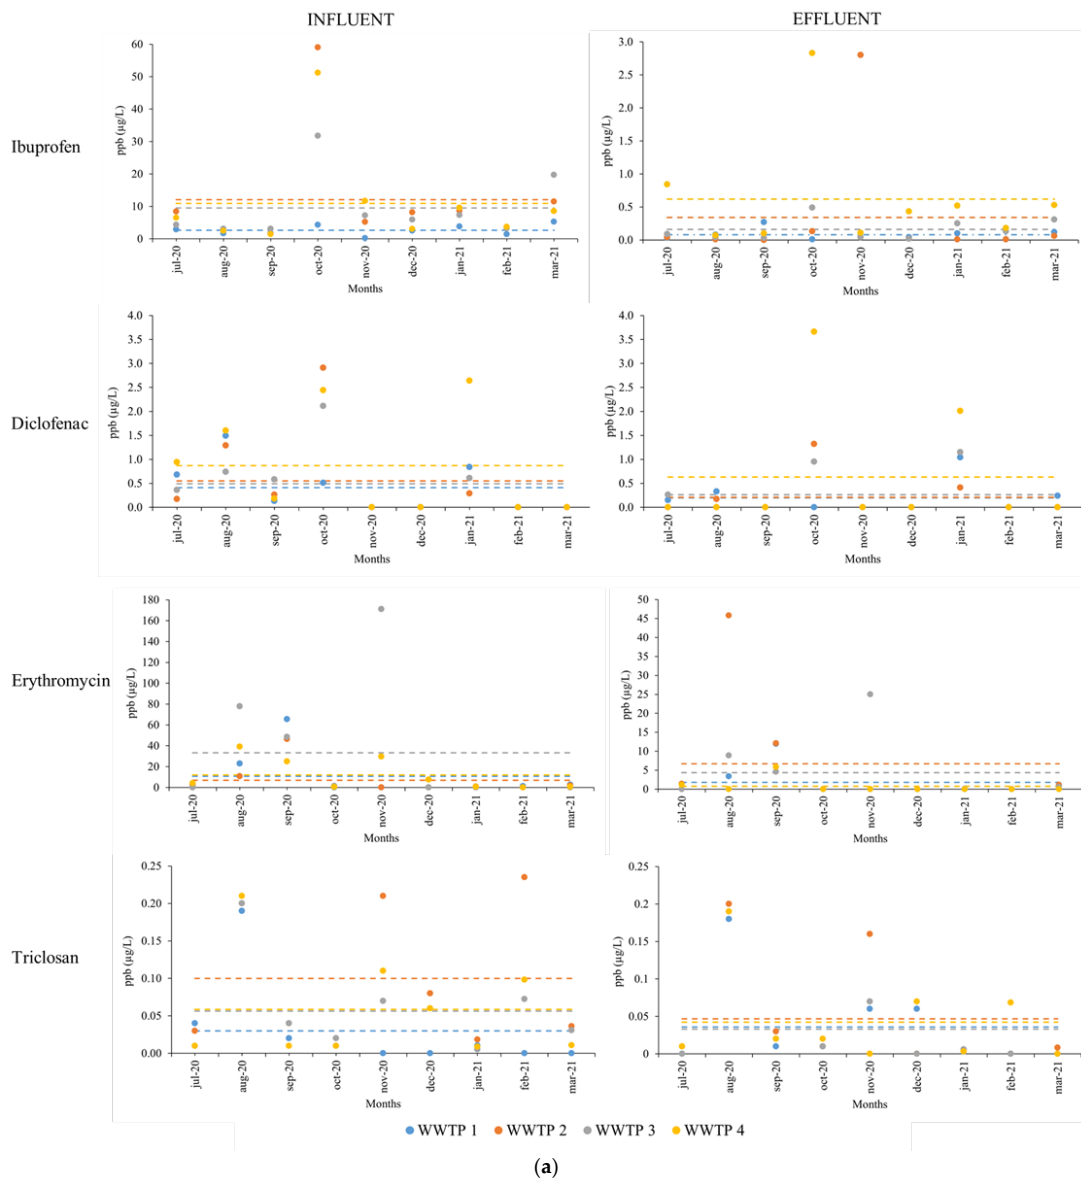 INFLUENT
EFFLUENT
Ibuprofen
ppb (µg/L)
60
50
40
30
20
10
0
jul-20
aug-20
sep-20
oct-20
nov-20
dec-20
jan-21
feb-21
mar-21
Months
ppb (µg/L)
3.0
2.5
2.0
1.5
1.0
0.5
0.0
jul-20
aug-20
sep-20
oct-20
nov-20
dec-20
jan-21
feb-21
mar-21
Months
Diclofenac
ppb (µg/L)
4.0
3.5
3.0
2.5
2.0
1.5
1.0
0.5
0.0
jul-20
aug-20
sep-20
oct-20
nov-20
dec-20
jan-21
feb-21
mar-21
Months
ppb (µg/L)
4.0
3.5
3.0
2.5
2.0
1.5
1.0
0.5
0.0
jul-20
aug-20
sep-20
oct-20
nov-20
dec-20
jan-21
feb-21
mar-21
Months
Erythromycin
ppb (µg/L)
180
160
140
120
100
80
60
40
20
0
jul-20
aug-20
sep-20
oct-20
nov-20
dec-20
jan-21
feb-21
mar-21
Months
ppb (µg/L)
50
45
40
35
30
25
20
15
10
5
0
jul-20
aug-20
sep-20
oct-20
nov-20
dec-20
jan-21
feb-21
mar-21
Months
Triclosan
ppb (µg/L)
0.25
0.20
0.15
0.10
0.05
0.00
jul-20
aug-20
sep-20
oct-20
nov-20
dec-20
jan-21
feb-21
mar-21
Months
ppb (µg/L)
0.25
0.2
0.15
0.1
0.05
0
jul-20
aug-20
sep-20
oct-20
nov-20
dec-20
jan-21
feb-21
mar-21
Months
WWTP 1 WWTP 2 WWTP 3 WWTP 4
(a)